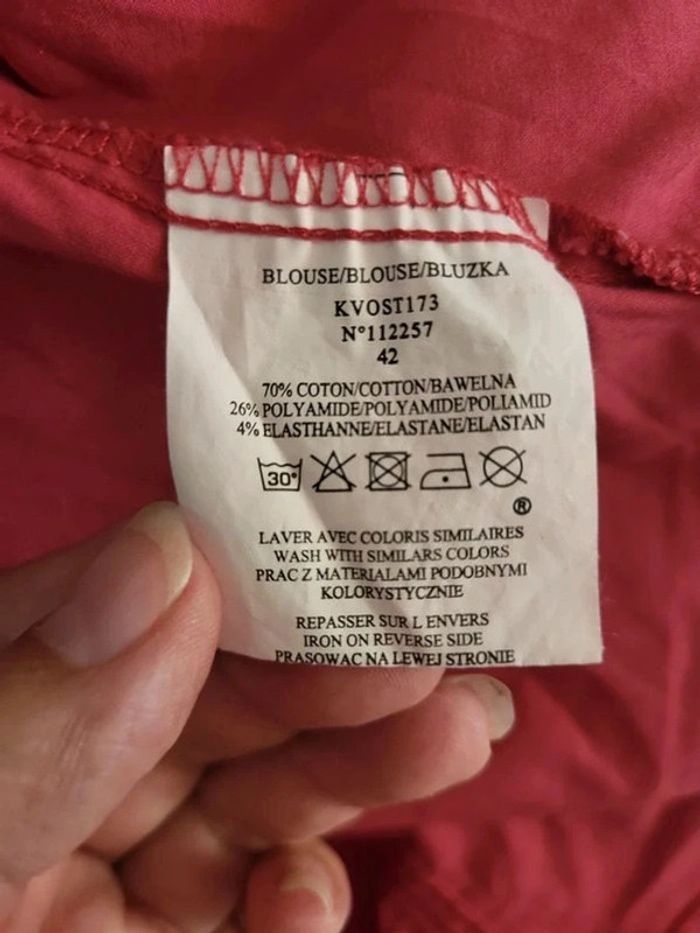 BLOUSE/BLOUSE/BLUZKA
KVOST173
N°112257
42
70% COTON/COTTON/BAWELNA
26% POLYAMIDE/POLYAMIDE/POLIAMID
4% ELASTHANNE/ELASTANE/ELASTAN
30°
®
LAVER AVEC COLORIS SIMILAIRES
WASH WITH SIMILARS COLORS
PRAC Z MATERIALAMI PODOBNYMI
KOLORYSTYCZNIE
REPASSER SUR L ENVERS
IRON ON REVERSE SIDE
PRASOWAC NA LEWEJ STRONIE